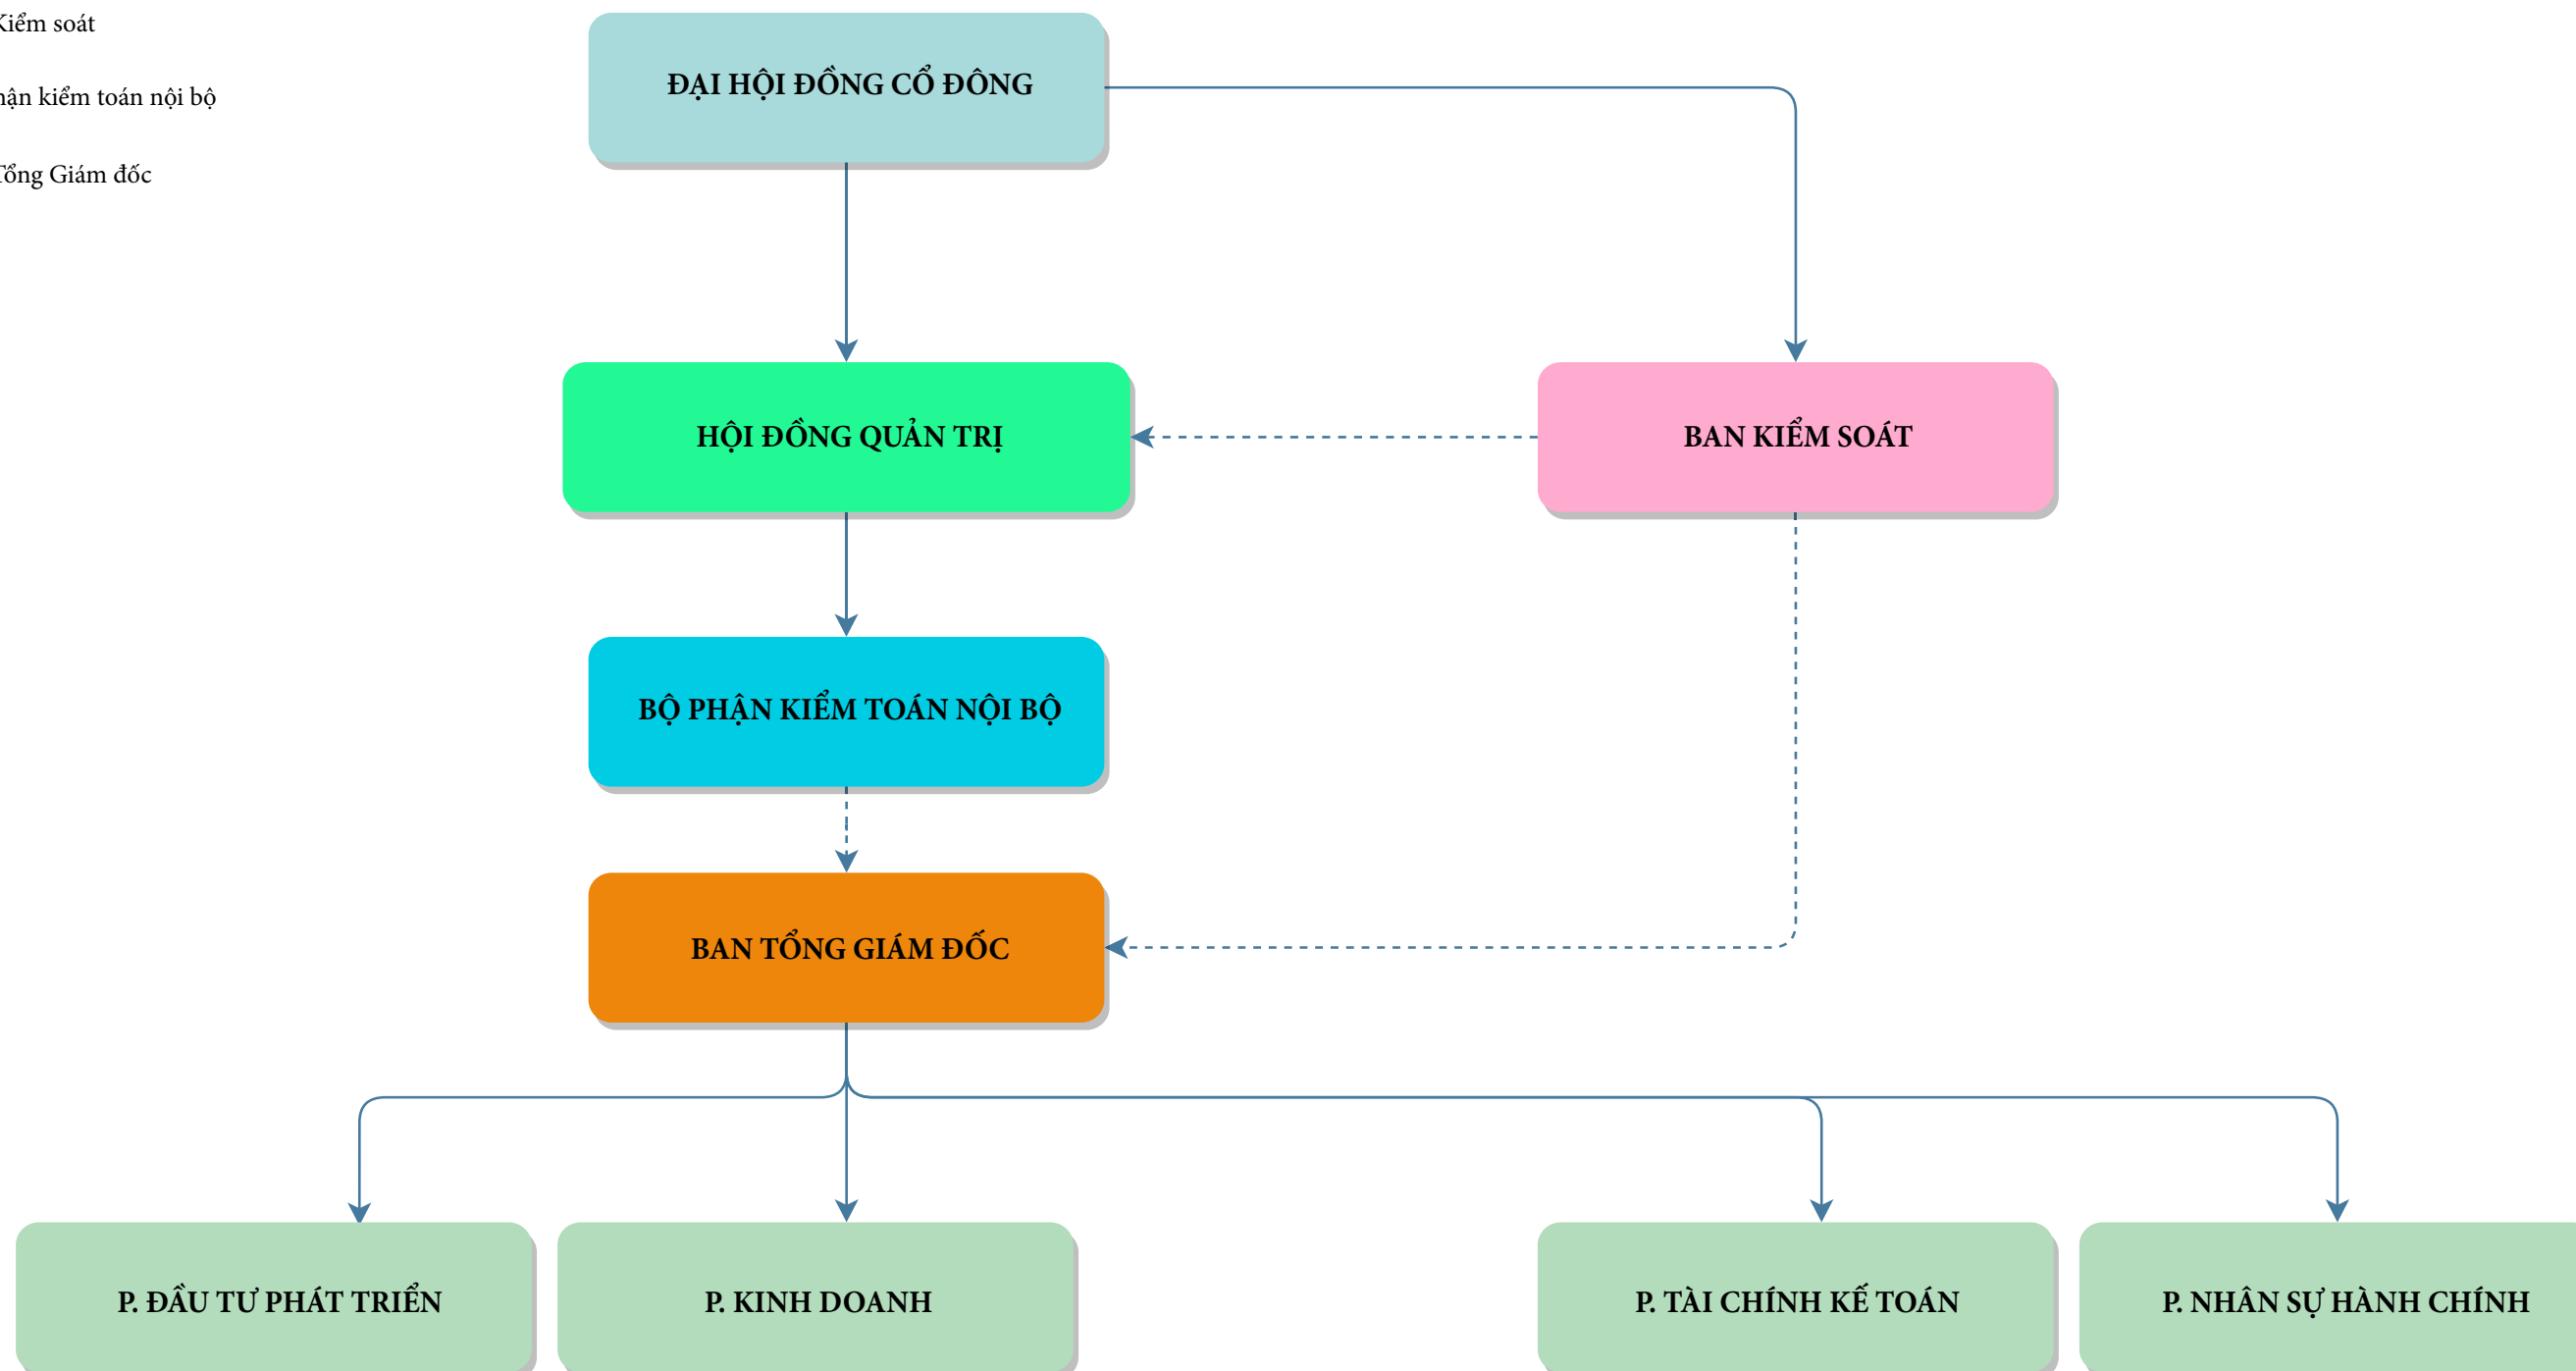 Kiểm soát
ĐẠI HỘI ĐỒNG CỔ ĐÔNG
kiểm toán nội bộ
Tổng Giám đốc
HỘI ĐỒNG QUẢN TRỊ
BAN KIỂM SOÁT
BỘ PHẬN KIỂM TOÁN NỘI BỘ
BAN TỔNG GIÁM ĐỐC
P. ĐẦU TƯ PHÁT TRIỂN
P. KINH DOANH
P. TÀI CHÍNH KẾ TOÁN
P. NHÂN SỰ HÀNH CHÍNH